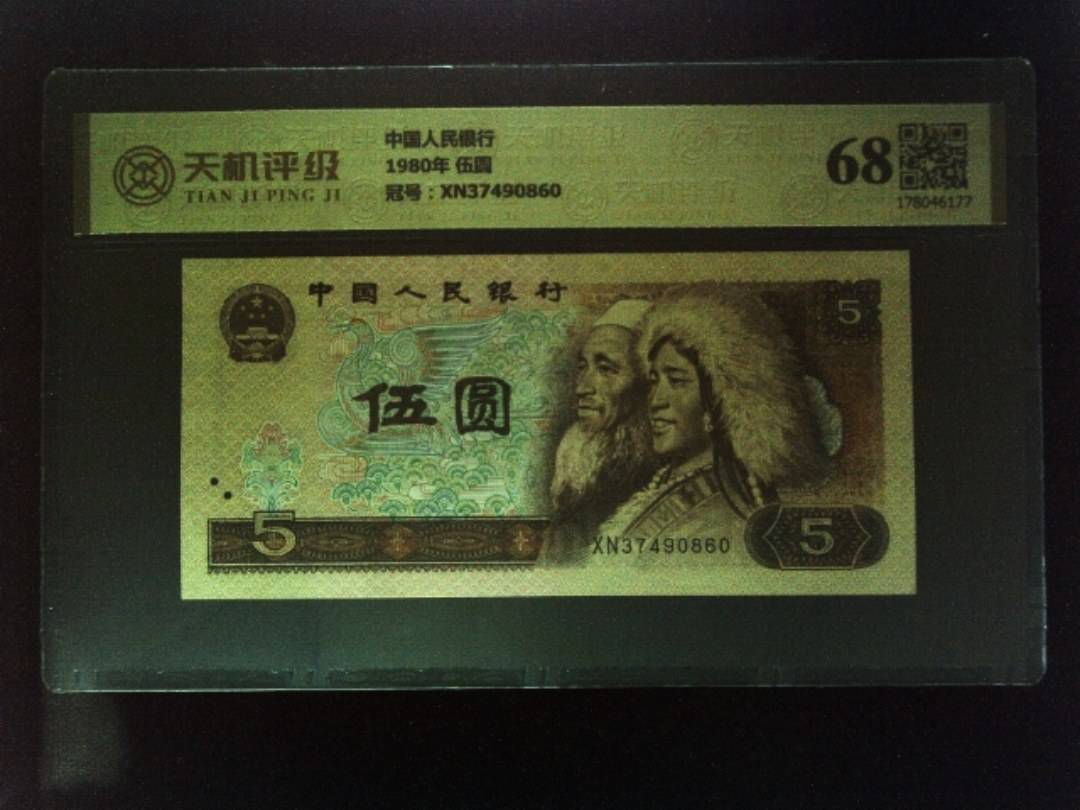 天机评级
TIAN JI PING JI
中国人民银行
1980年 伍圆
冠号：XN37490860
68
178046177
中国人民银行
5
伍圆
5
XN37490860
5